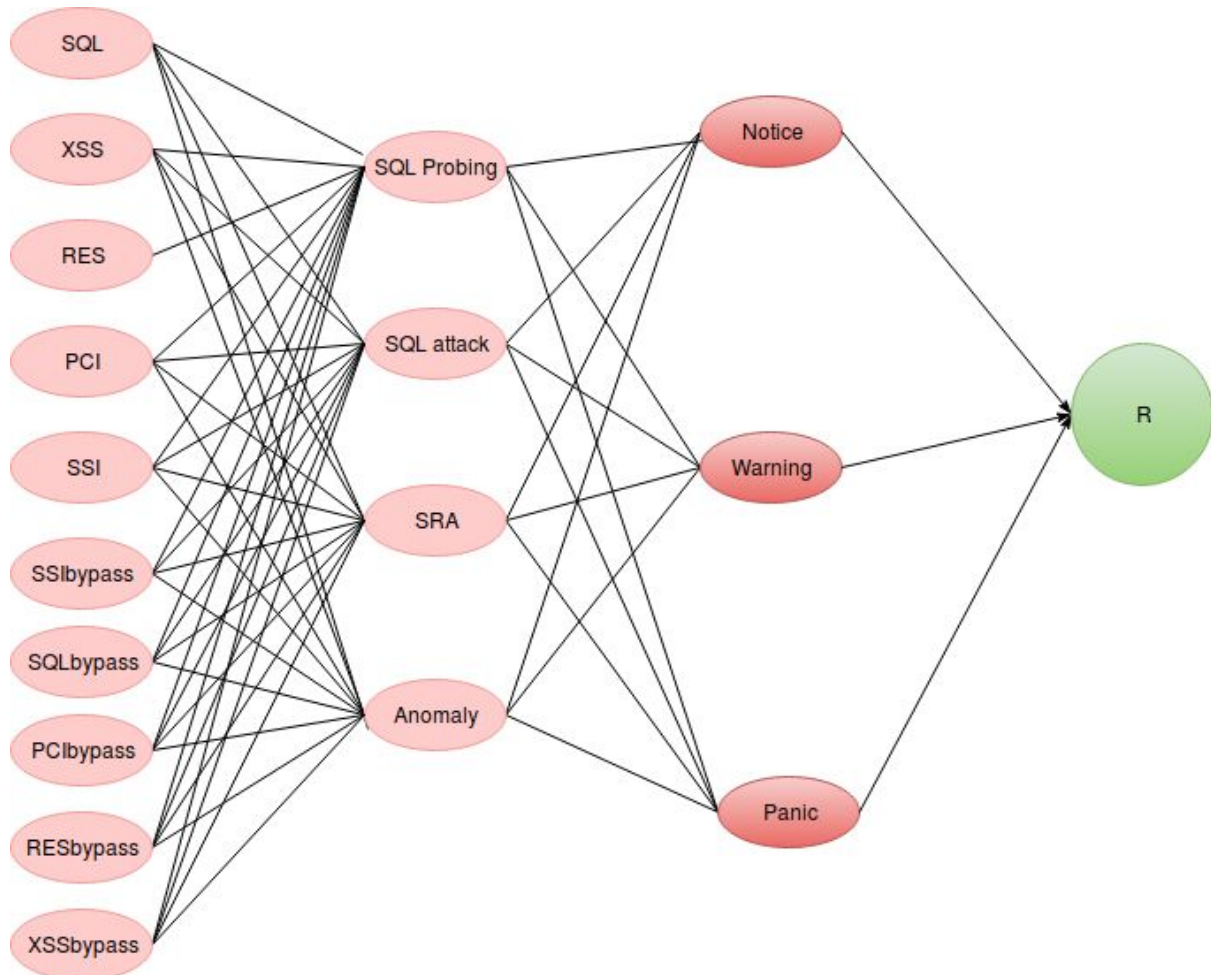 SQL
XSS
RES
PCI
SSI
SSIbypass
SQLbypass
PCIbypass
RESbypass
XSSbypass
SQL Probing
SQL attack
SRA
Anomaly
Notice
Warning
Panic
R